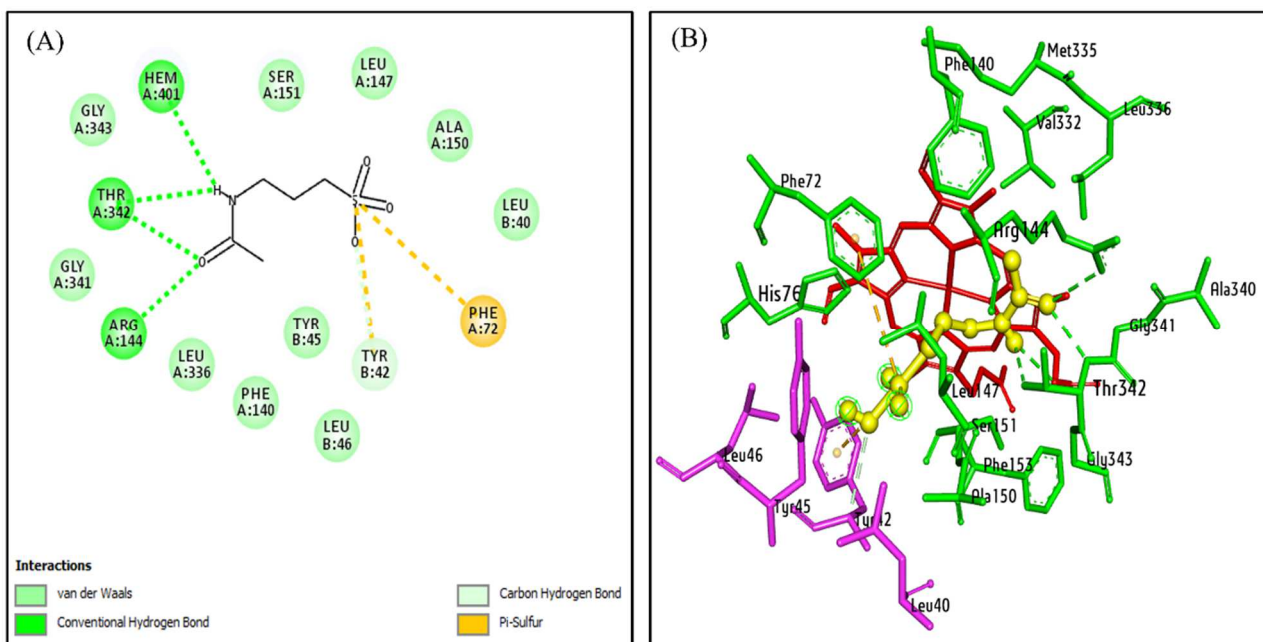 (A)
HEM
A:401
SER
A:151
LEU
A:147
GLY
A:343
ALA
A:150
THR
A:342
H
N
O
O
S
O
O
LEU
B:40
GLY
A:341
ARG
A:144
LEU
A:336
PHE
A:140
TYR
B:45
LEU
B:46
TYR
B:42
PHE
A:72
Interactions
van der Waals
Conventional Hydrogen Bond
Carbon Hydrogen Bond
Pi-Sulfur
(B)
Phe140
Met335
Leu336
Val332
Phe72
Arg144
His76
Ala340
Gly341
Thr342
Leu147
Ser151
Gly343
Phe153
Ala150
Leu46
Tyr45
Tyr42
Leu40